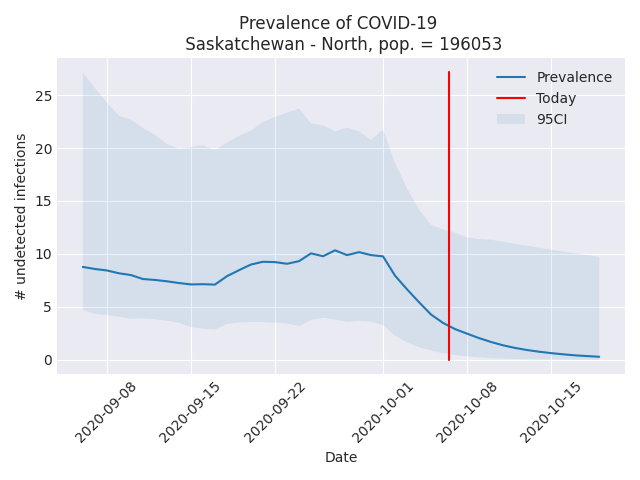 Prevalence of COVID-19
Saskatchewan - North, pop. = 196053
Prevalence
Today
95CI
# undetected infections
25
20
15
10
5
0
2020-09-08
2020-09-15
2020-09-22
2020-10-01
2020-10-08
2020-10-15
Date